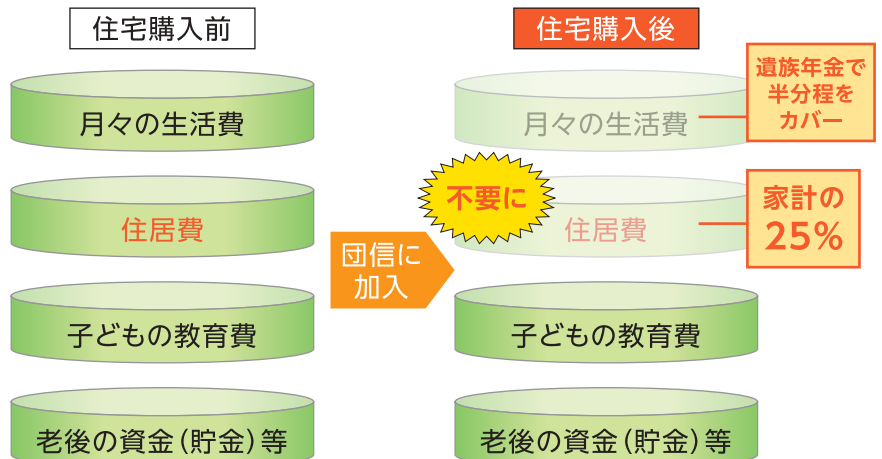 住宅購入前
月々の生活費
住居費
子どもの教育費
老後の資金(貯金)等
団信に
加入
住宅購入後
月々の生活費
遺族年金で
半分程を
カバー
不要に
住居費
家計の
25%
子どもの教育費
老後の資金(貯金)等